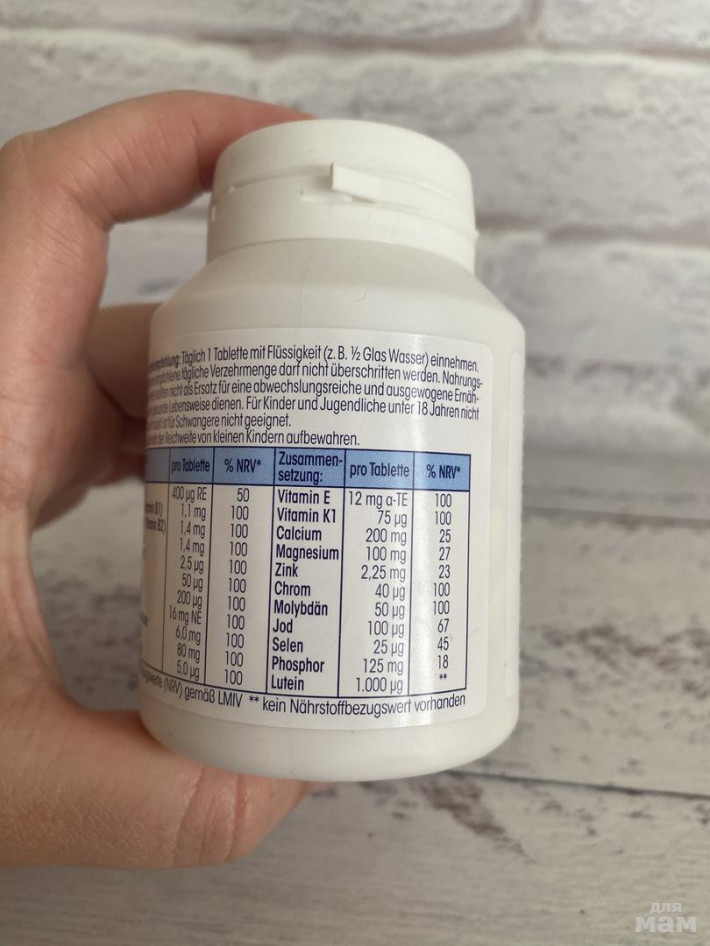 Täglich 1 Tablette mit Flüssigkeit (z. B. ½ Glas Wasser) einnehmen.
tägliche Verzehrmenge darf nicht überschritten werden. Nahrungs-
nicht als Ersatz für eine abwechslungsreiche und ausgewogene Ernäh-
Lebensweise dienen. Für Kinder und Jugendliche unter 18 Jahren nicht
ist für Schwangere nicht geeignet.
der Reichweite von kleinen Kindern aufbewahren.
pro Tablette % NRV* Zusammen-setzung: pro Tablette % NRV*
400 µg RE 50 Vitamin E 12 mg α-TE 100
1,1 mg 100 Vitamin K1 75 µg 100
1,4 mg 100 Calcium 200 mg 25
1,4 mg 100 Magnesium 100 mg 27
2,5 µg 100 Zink 2,25 mg 23
50 µg 100 Chrom 40 µg 100
200 µg 100 Molybdän 50 µg 100
16 mg NE 100 Jod 100 µg 67
6,0 mg 100 Selen 25 µg 45
80 mg 100 Phosphor 125 mg 18
5,0 µg 100 Lutein 1.000 µg **
(NRV) gemäß LMIV ** kein Nährstoffbezugswert vorhanden
для
мам